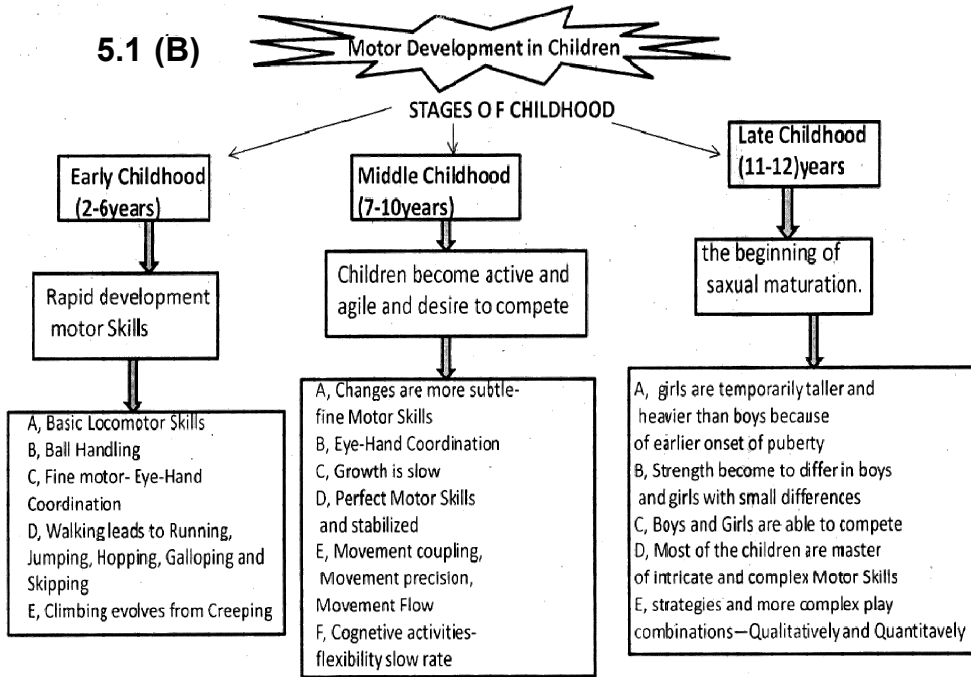 5.1 (B)
Motor Development in Children
STAGES OF CHILDHOOD
Early Childhood
(2-6years)
Rapid development
motor Skills
A, Basic Locomotor Skills
B, Ball Handling
C, Fine motor- Eye-Hand
Coordination
D, Walking leads to Running,
Jumping, Hopping, Galloping and
Skipping
E, Climbing evolves from Creeping
Middle Childhood
(7-10years)
Children become active and
agile and desire to compete
A, Changes are more subtle-
fine Motor Skills
B, Eye-Hand Coordination
C, Growth is slow
D, Perfect Motor Skills
and stabilized
E, Movement coupling,
Movement precision,
Movement Flow
F, Cognetive activities-
flexibility slow rate
Late Childhood
(11-12)years
the beginning of
saxual maturation.
A, girls are temporarily taller and
heavier than boys because
of earlier onset of puberty
B, Strength become to differ in boys
and girls with small differences
C, Boys and Girls are able to compete
D, Most of the children are master
of intricate and complex Motor Skills
E, strategies and more complex play
combinations—Qualitatively and Quantitavely